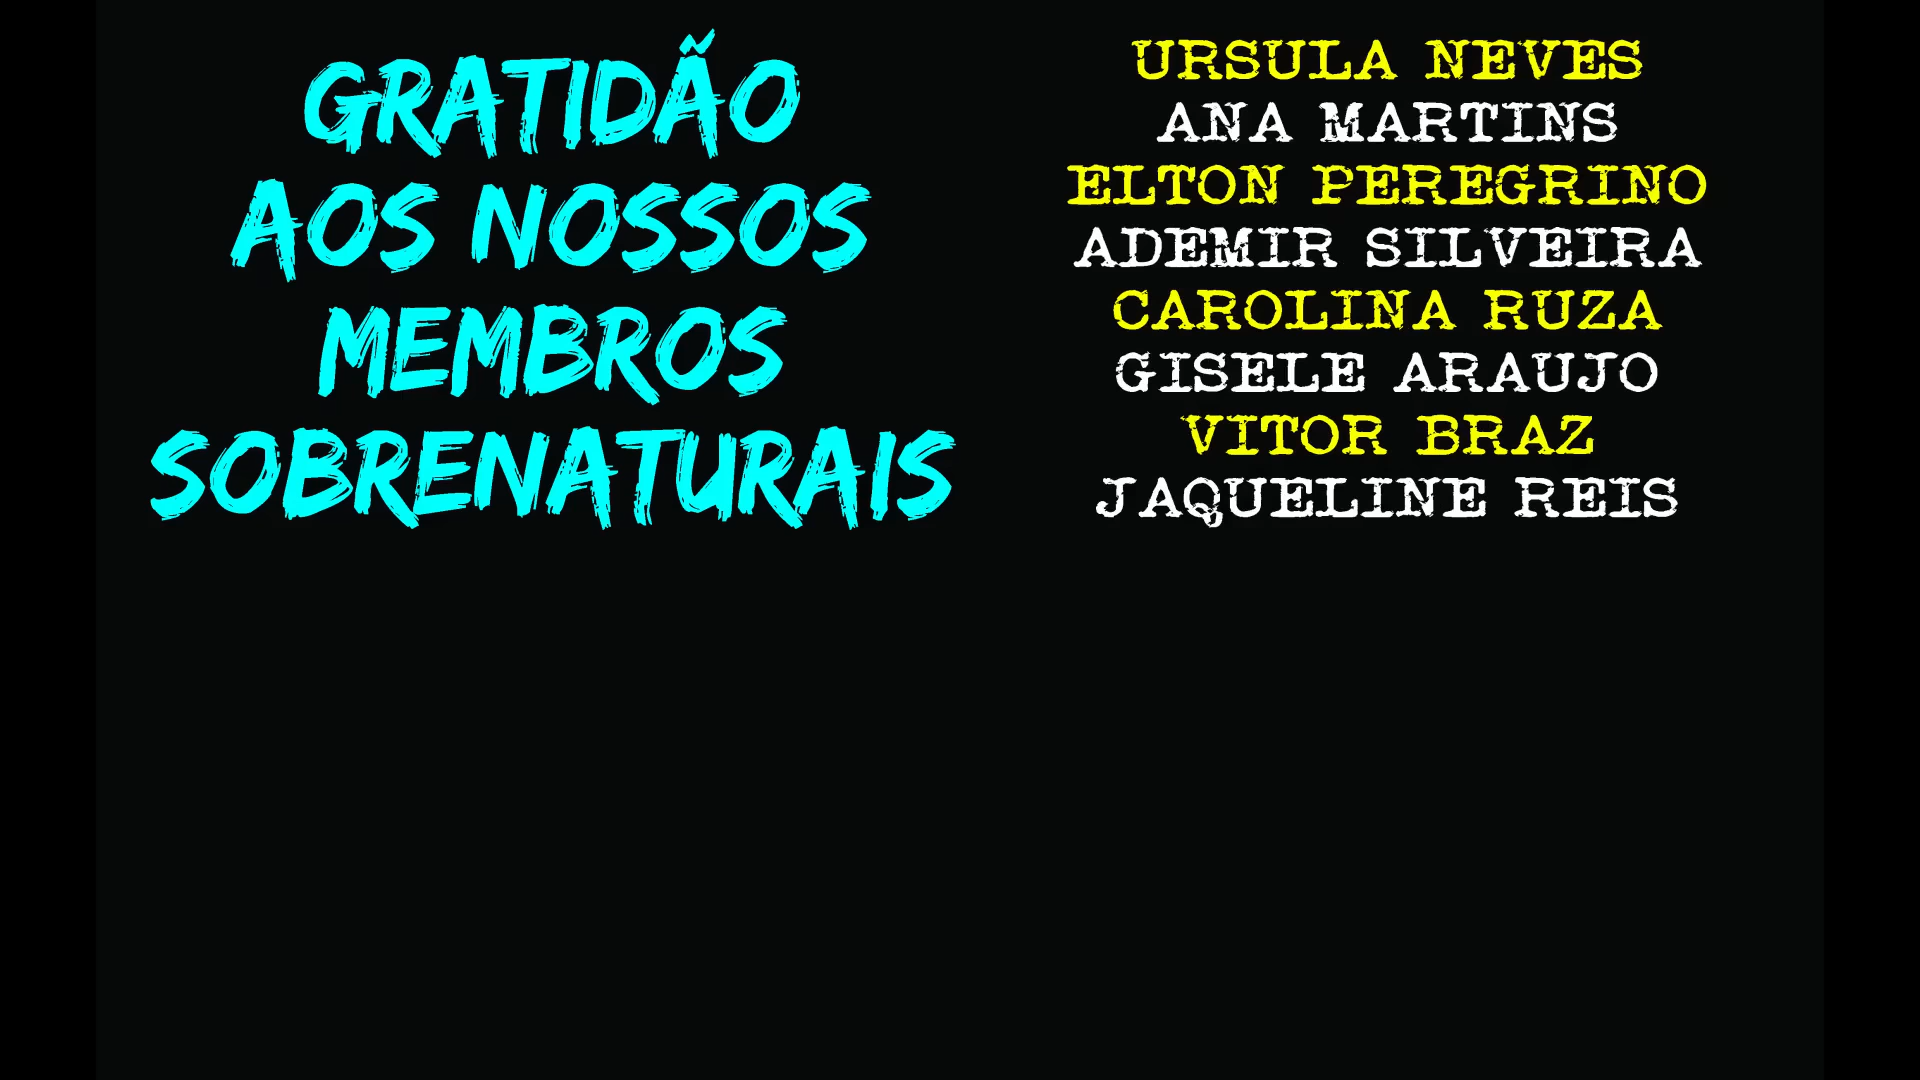 GRATIDÃO
AOS NOSSOS
MEMBROS
SOBRENATURAIS
URSULA NEVES
ANA MARTINS
ELTON PEREGRINO
ADEMIR SILVEIRA
CAROLINA RUZA
GISELE ARAUJO
VITOR BRAZ
JAQUELINE REIS